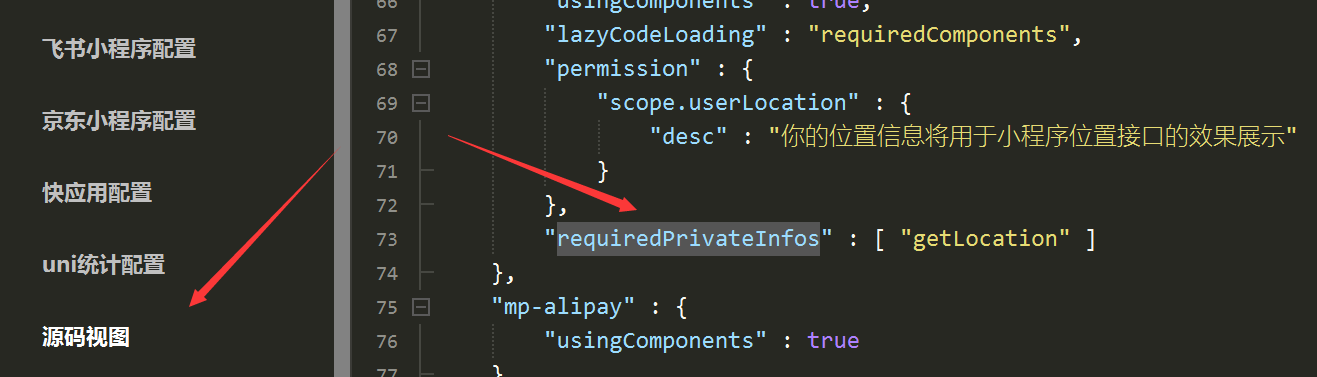 飞书小程序配置
京东小程序配置
快应用配置
uni统计配置
源码视图
66 "usingComponents" : true,
67 "lazyCodeLoading" : "requiredComponents",
68 "permission" : {
69 "scope.userLocation" : {
70 "desc" : "你的位置信息将用于小程序位置接口的效果展示"
71 }
72 },
73 "requiredPrivateInfos" : [ "getLocation" ]
74 },
75 "mp-alipay" : {
76 "usingComponents" : true
77 }